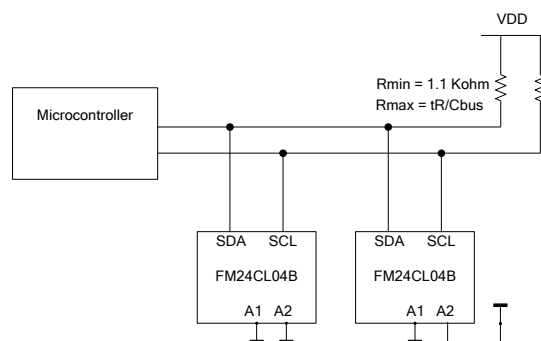 VDD
Rmin = 1.1 Kohm
Rmax = tR/Cbus
Microcontroller
SDA SCL
FM24CL04B
A1 A2
SDA SCL
FM24CL04B
A1 A2